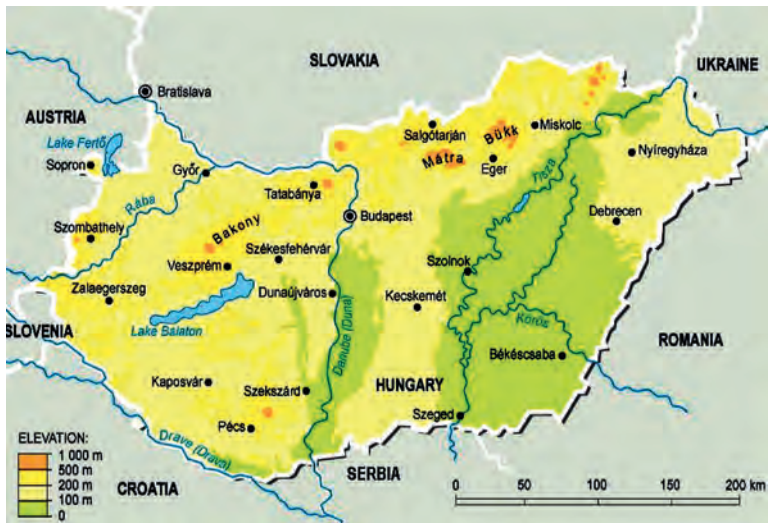 SLOVAKIA
UKRAINE
Bratislava
AUSTRIA
Lake Fertő
Sopron
Győr
Salgótarján
Bükk
Miskolc
Mátra
Eger
Tisza
Nyíregyháza
Tatabánya
Rába
Budapest
Debrecen
Szombathely
Bakony
Székesfehérvár
Veszprém
Szolnok
Zalaegerszeg
Dunaújváros
Kecskemét
SLOVENIA
Lake Balaton
Danube (Duna)
Körös
ROMANIA
Békéscsaba
Kaposvár
Szekszárd
HUNGARY
Szeged
Pécs
Drave (Drava)
ELEVATION:
1 000 m
500 m
200 m
100 m
0
SERBIA
CROATIA
0 50 100 150 200 km